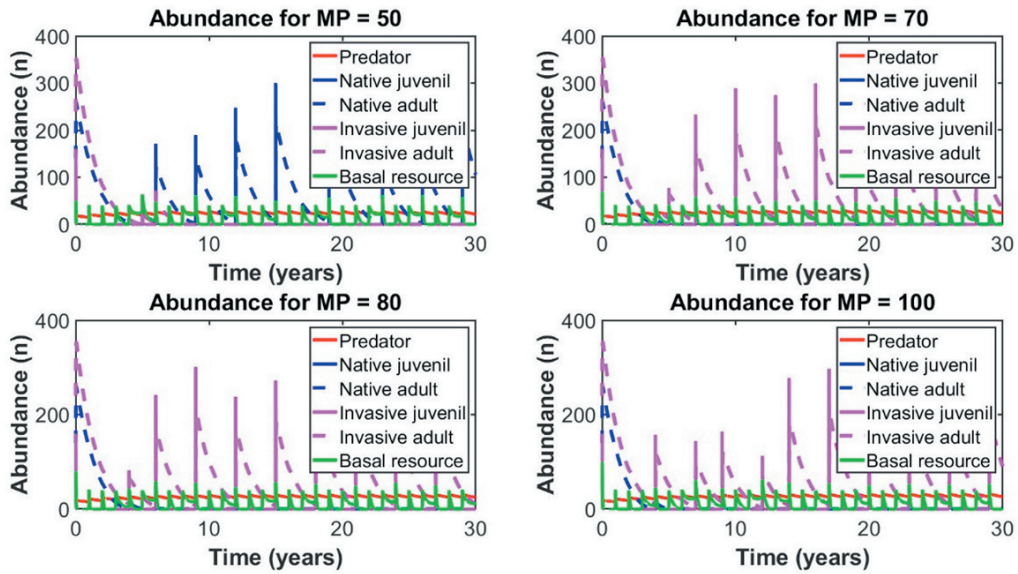 Abundance for MP = 50
Abundance (n)
400
300
200
100
0
Predator
Native juvenil
Native adult
Invasive juvenil
Invasive adult
Basal resource
0 10 20 30
Time (years)
Abundance for MP = 70
Abundance (n)
400
300
200
100
0
Predator
Native juvenil
Native adult
Invasive juvenil
Invasive adult
Basal resource
0 10 20 30
Time (years)
Abundance for MP = 80
Abundance (n)
400
200
0
Predator
Native juvenil
Native adult
Invasive juvenil
Invasive adult
Basal resource
0 10 20 30
Time (years)
Abundance for MP = 100
Abundance (n)
400
200
0
Predator
Native juvenil
Native adult
Invasive juvenil
Invasive adult
Basal resource
0 10 20 30
Time (years)